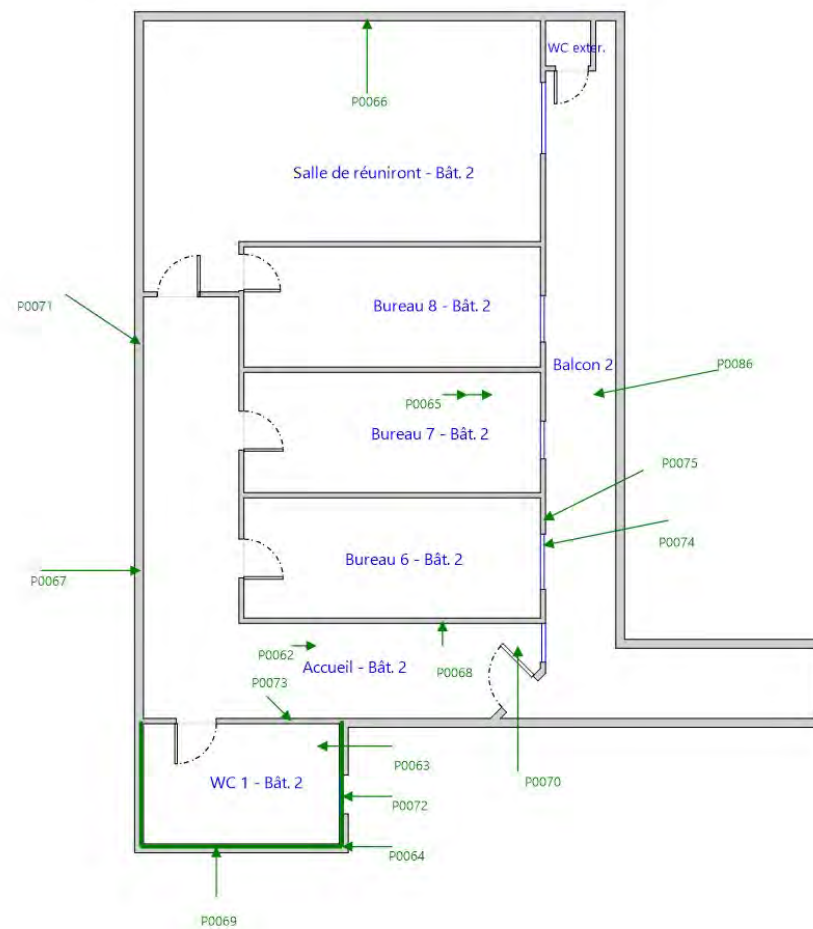 WC exter.
P0066
Salle de réuniront - Bât. 2
P0071
Bureau 8 - Bât. 2
Balcon 2
P0086
P0065
Bureau 7 - Bât. 2
P0075
P0074
Bureau 6 - Bât. 2
P0067
P0062
Accueil - Bât. 2
P0068
P0073
P0063
WC 1 - Bât. 2
P0070
P0072
P0064
P0069